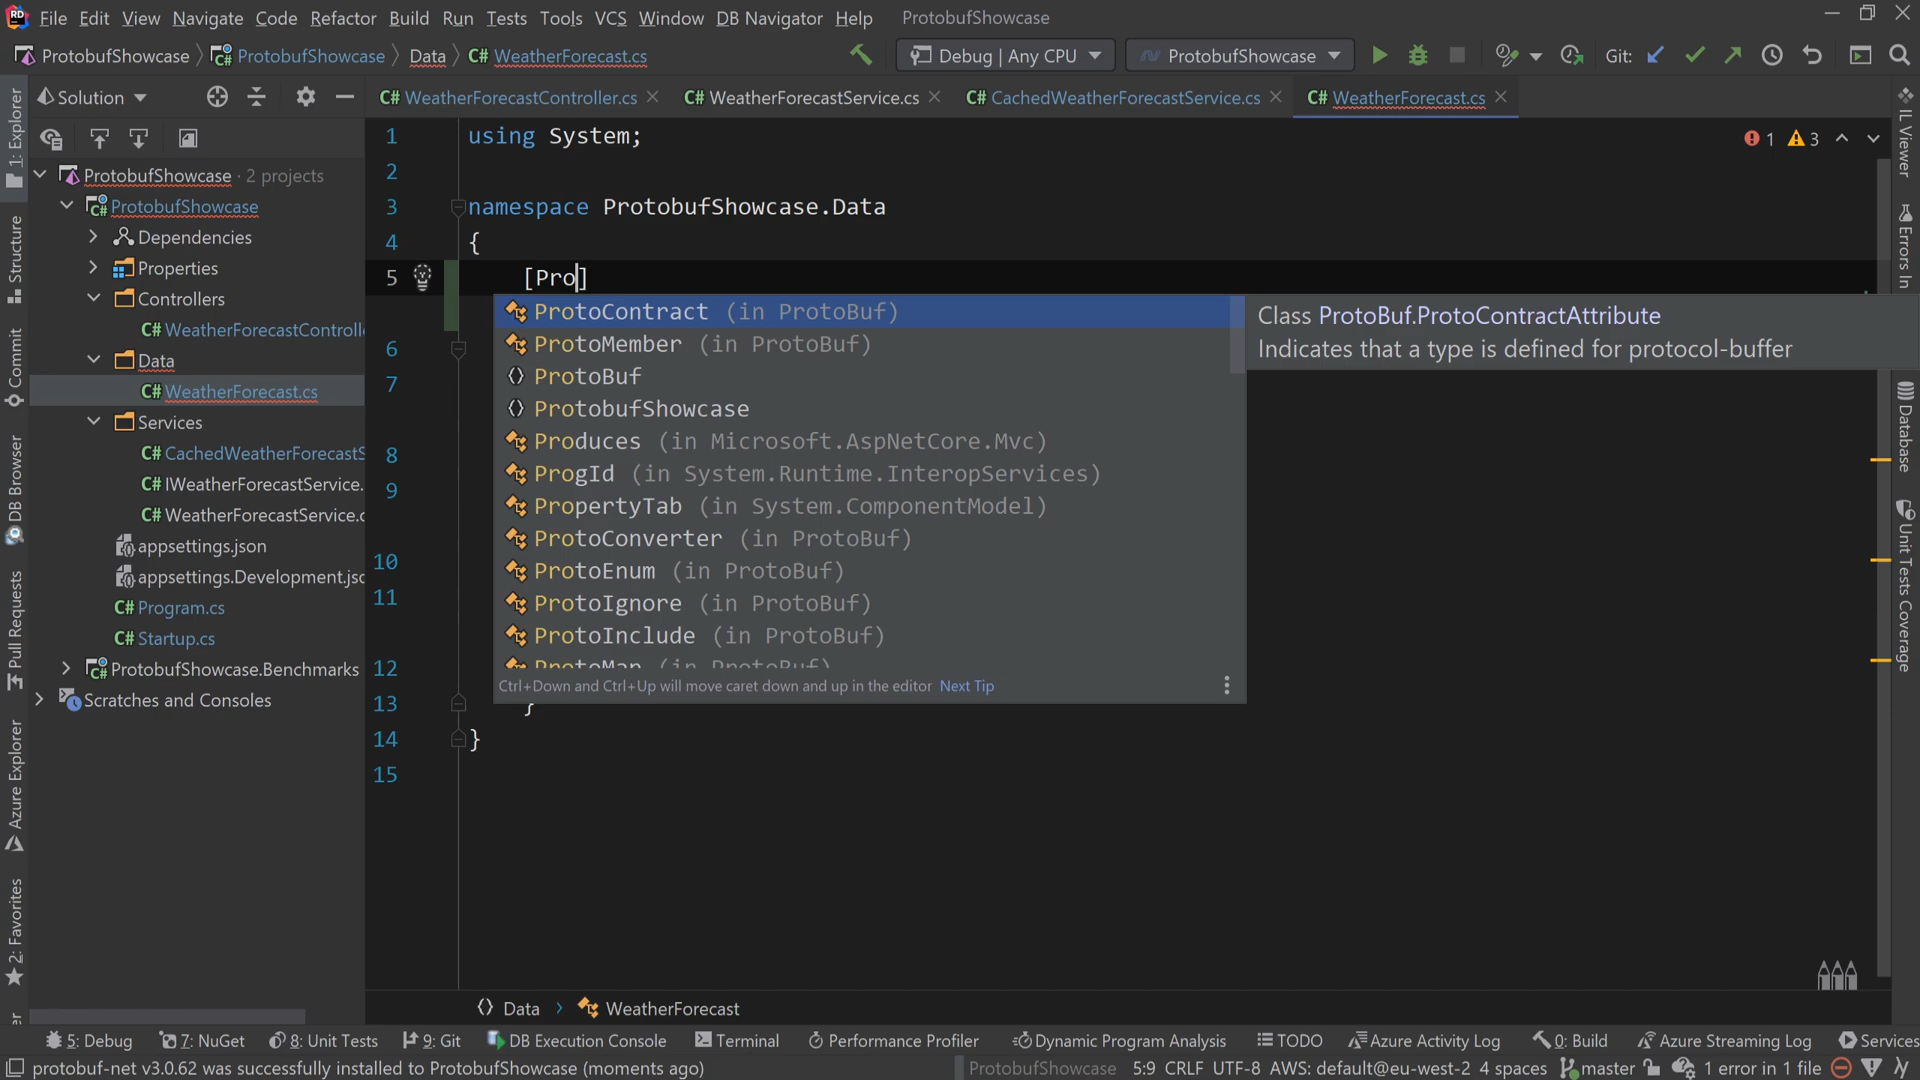 File Edit View Navigate Code Refactor Build Run Tests Tools VCS Window DB Navigator Help ProtobufShowcase
ProtobufShowcase ProtobufShowcase Data C# WeatherForecast.cs Debug | Any CPU ProtobufShowcase Git:
Solution
C# WeatherForecastController.cs C# WeatherForecastService.cs C# CachedWeatherForecastService.cs C# WeatherForecast.cs
1: Explorer
Structure
Commit
DB Browser
Pull Requests
Azure Explorer
2: Favorites
ProtobufShowcase · 2 projects
C# ProtobufShowcase
Dependencies
Properties
Controllers
C# WeatherForecastControlle
Data
C# WeatherForecast.cs
Services
C# CachedWeatherForecastS
C# IWeatherForecastService.
C# WeatherForecastService.c
appsettings.json
appsettings.Development.jso
C# Program.cs
C# Startup.cs
C# ProtobufShowcase.Benchmarks
Scratches and Consoles
1 using System;
2
3 namespace ProtobufShowcase.Data
4 {
5 [Pro]
6
7
8
9
10
11
12
13 }
14 }
15
1 3
ProtoContract (in ProtoBuf)
ProtoMember (in ProtoBuf)
ProtoBuf
ProtobufShowcase
Produces (in Microsoft.AspNetCore.Mvc)
ProgId (in System.Runtime.InteropServices)
PropertyTab (in System.ComponentModel)
ProtoConverter (in ProtoBuf)
ProtoEnum (in ProtoBuf)
ProtoIgnore (in ProtoBuf)
ProtoInclude (in ProtoBuf)
ProtoMap (in ProtoBuf)
Ctrl+Down and Ctrl+Up will move caret down and up in the editor Next Tip
Class ProtoBuf.ProtoContractAttribute
Indicates that a type is defined for protocol-buffer
IL Viewer
Errors In
Database
Unit Tests Coverage
Data WeatherForecast
5: Debug 7: NuGet 8: Unit Tests 9: Git DB Execution Console Terminal Performance Profiler Dynamic Program Analysis TODO Azure Activity Log 0: Build Azure Streaming Log Services
protobuf-net v3.0.62 was successfully installed to ProtobufShowcase (moments ago) ProtobufShowcase 5:9 CRLF UTF-8 AWS: default@eu-west-2 4 spaces master 1 error in 1 file